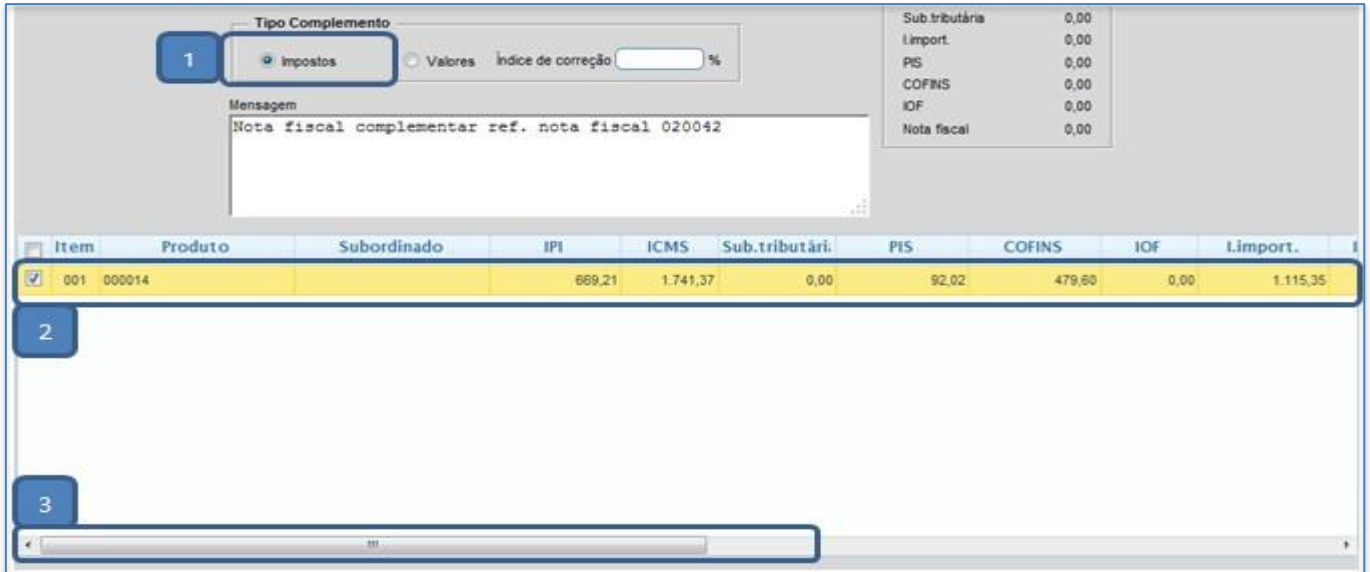 Tipo Complemento
1
Impostos Valores Índice de correção %
Sub.tributária 0,00
I.import. 0,00
PIS 0,00
COFINS 0,00
IOF 0,00
Nota fiscal 0,00
Mensagem
Nota fiscal complementar ref. nota fiscal 020042
Item Produto Subordinado IPI ICMS Sub.tributári PIS COFINS IOF I.import.
001 000014 669,21 1.741,37 0,00 92,02 479,60 0,00 1.115,35
2
3